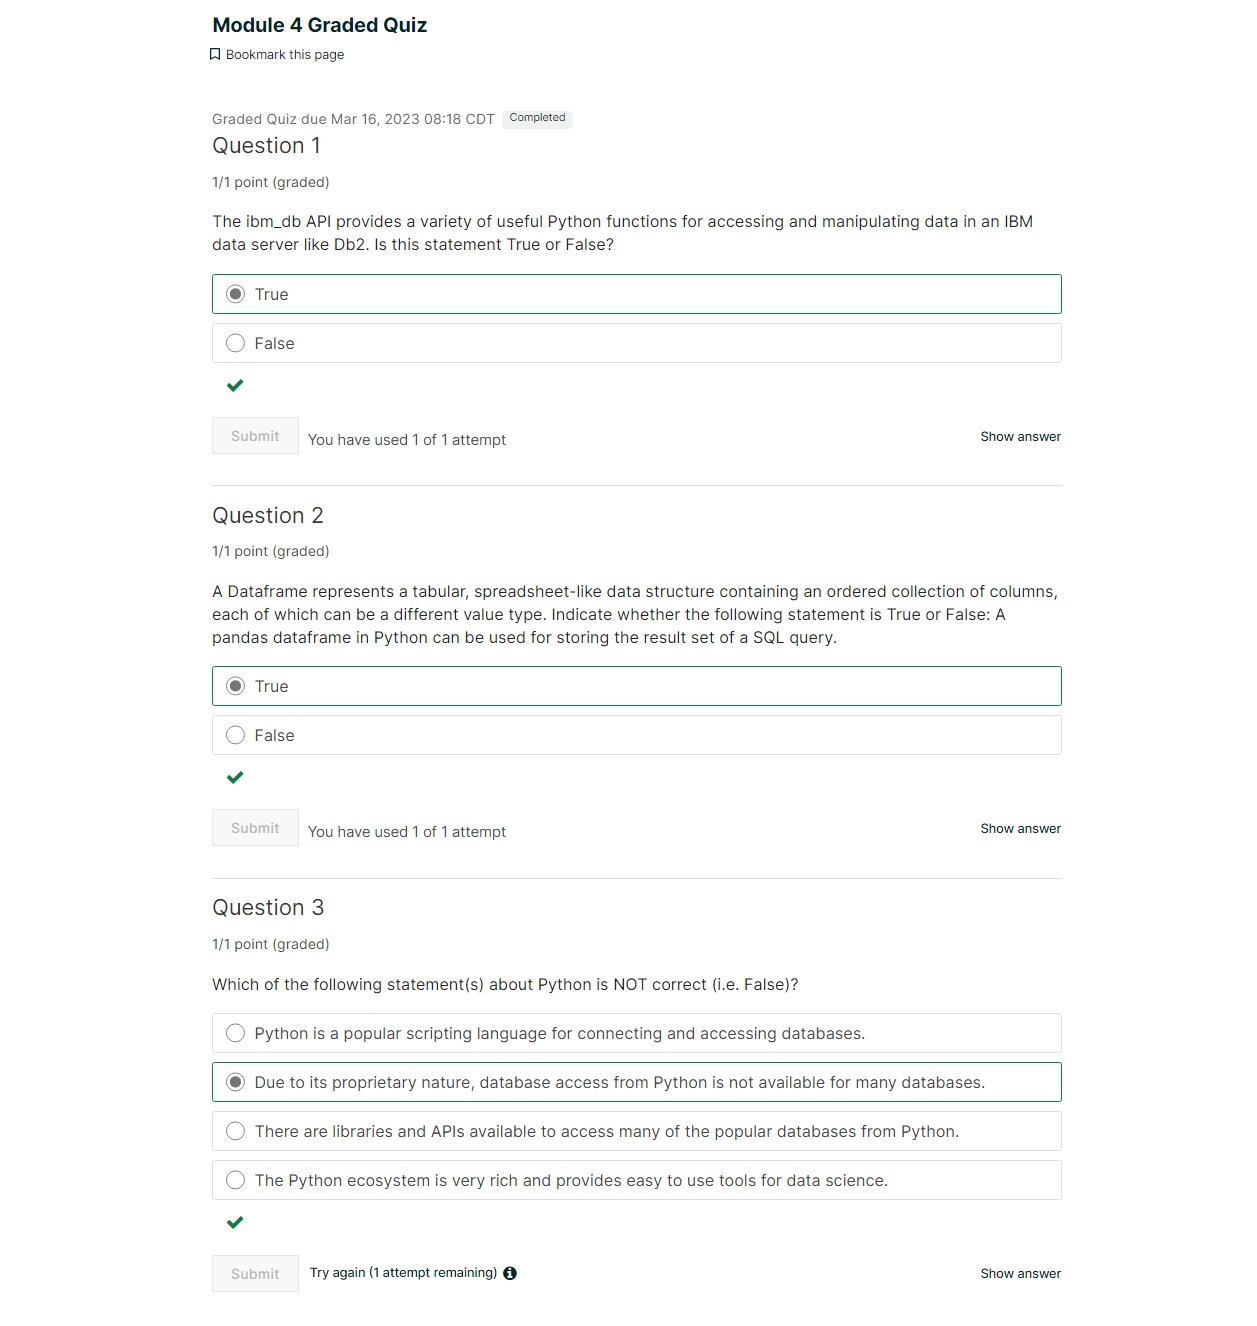 Module 4 Graded Quiz
Bookmark this page
Graded Quiz due Mar 16, 2023 08:18 CDT Completed
Question 1
1/1 point (graded)
The ibm_db API provides a variety of useful Python functions for accessing and manipulating data in an IBM
data server like Db2. Is this statement True or False?
True
False
Submit You have used 1 of 1 attempt Show answer
Question 2
1/1 point (graded)
A Dataframe represents a tabular, spreadsheet-like data structure containing an ordered collection of columns,
each of which can be a different value type. Indicate whether the following statement is True or False: A
pandas dataframe in Python can be used for storing the result set of a SQL query.
True
False
Submit You have used 1 of 1 attempt Show answer
Question 3
1/1 point (graded)
Which of the following statement(s) about Python is NOT correct (i.e. False)?
Python is a popular scripting language for connecting and accessing databases.
Due to its proprietary nature, database access from Python is not available for many databases.
There are libraries and APIs available to access many of the popular databases from Python.
The Python ecosystem is very rich and provides easy to use tools for data science.
Submit Try again (1 attempt remaining) Show answer